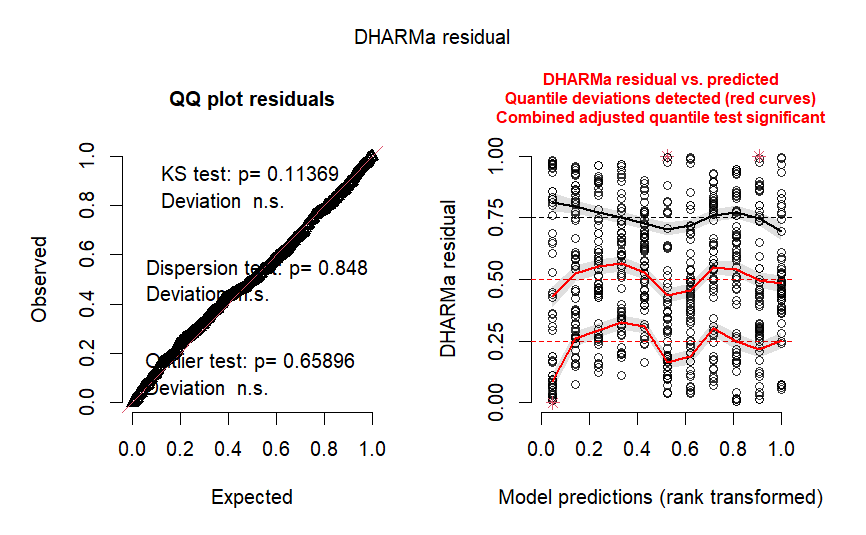 DHARMa residual
QQ plot residuals
KS test: p= 0.11369
Deviation n.s.
Dispersion test: p= 0.848
Deviation n.s.
Outlier test: p= 0.65896
Deviation n.s.
Observed
0.0 0.2 0.4 0.6 0.8 1.0
0.0 0.2 0.4 0.6 0.8 1.0
Expected
DHARMa residual vs. predicted
Quantile deviations detected (red curves)
Combined adjusted quantile test significant
DHARMa residual
0.00 0.25 0.50 0.75 1.00
0.0 0.2 0.4 0.6 0.8 1.0
Model predictions (rank transformed)